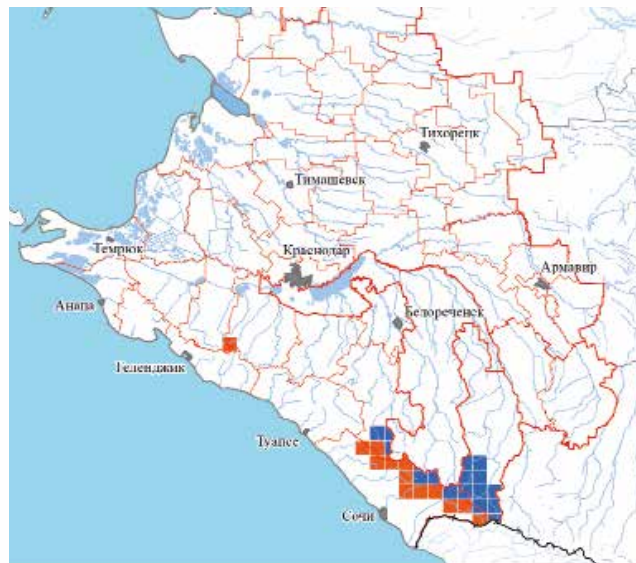 Тихорецк
Тимашевск
Темрюк
Краснодар
Армавир
Анапа
Белореченск
Геленджик
Туапсе
Сочи